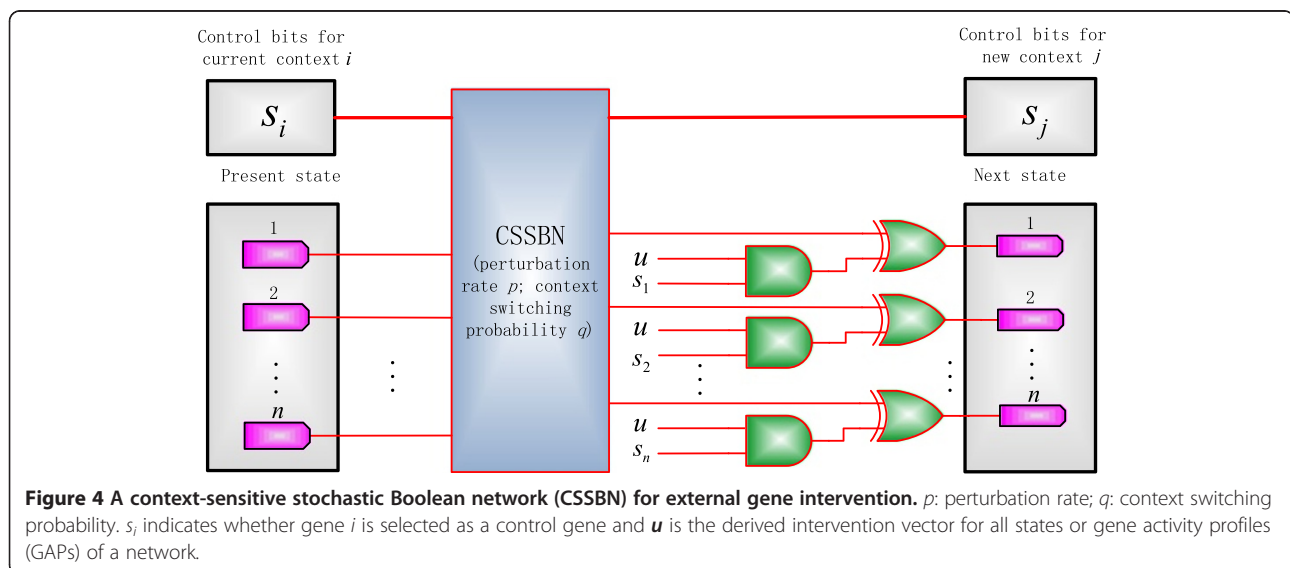 Control bits for
current context i
s_i
Present state
1
2
⋮
n
⋮
CSSBN
(perturbation
rate p; context
switching
probability q)
u
s_1
u
s_2
⋮
u
s_n
⋮
Control bits for
new context j
s_j
Next state
1
2
⋮
n
Figure 4 A context-sensitive stochastic Boolean network (CSSBN) for external gene intervention. p: perturbation rate; q: context switching
probability. s_i indicates whether gene i is selected as a control gene and u is the derived intervention vector for all states or gene activity profiles
(GAPs) of a network.